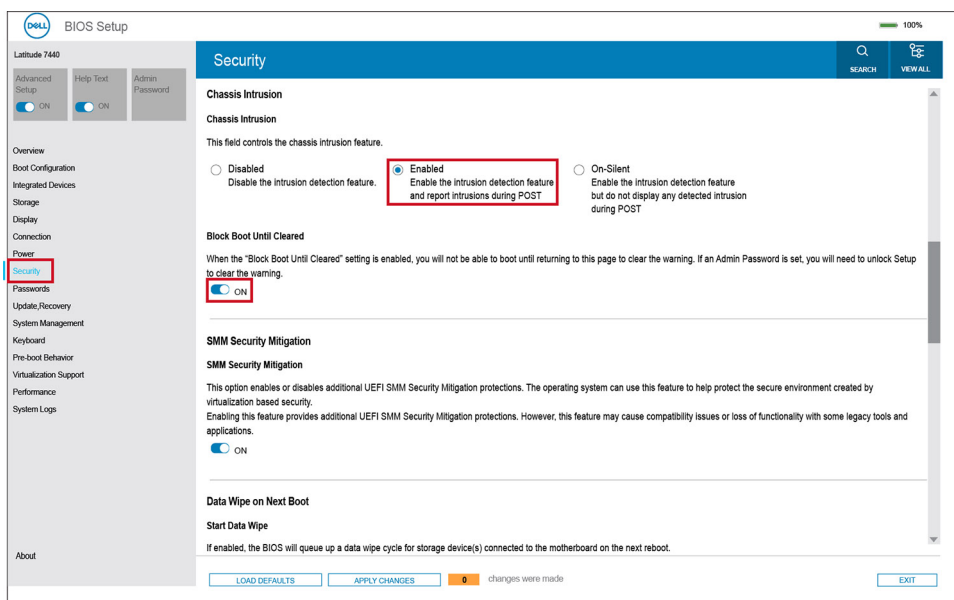 DELL
BIOS Setup
100%
Latitude 7440
Advanced
Setup
ON
Help Text
ON
Admin
Password
Security
SEARCH
VIEW ALL
Overview
Boot Configuration
Integrated Devices
Storage
Display
Connection
Power
Security
Passwords
Update,Recovery
System Management
Keyboard
Pre-boot Behavior
Virtualization Support
Performance
System Logs
About
Chassis Intrusion
Chassis Intrusion
This field controls the chassis intrusion feature.
Disabled
Disable the intrusion detection feature.
Enabled
Enable the intrusion detection feature
and report intrusions during POST
On-Silent
Enable the intrusion detection feature
but do not display any detected intrusion
during POST
Block Boot Until Cleared
When the “Block Boot Until Cleared” setting is enabled, you will not be able to boot until returning to this page to clear the warning. If an Admin Password is set, you will need to unlock Setup
to clear the warning.
ON
SMM Security Mitigation
SMM Security Mitigation
This option enables or disables additional UEFI SMM Security Mitigation protections. The operating system can use this feature to help protect the secure environment created by
virtualization based security.
Enabling this feature provides additional UEFI SMM Security Mitigation protections. However, this feature may cause compatibility issues or loss of functionality with some legacy tools and
applications.
ON
Data Wipe on Next Boot
Start Data Wipe
If enabled, the BIOS will queue up a data wipe cycle for storage device(s) connected to the motherboard on the next reboot.
LOAD DEFAULTS
APPLY CHANGES
0 changes were made
EXIT